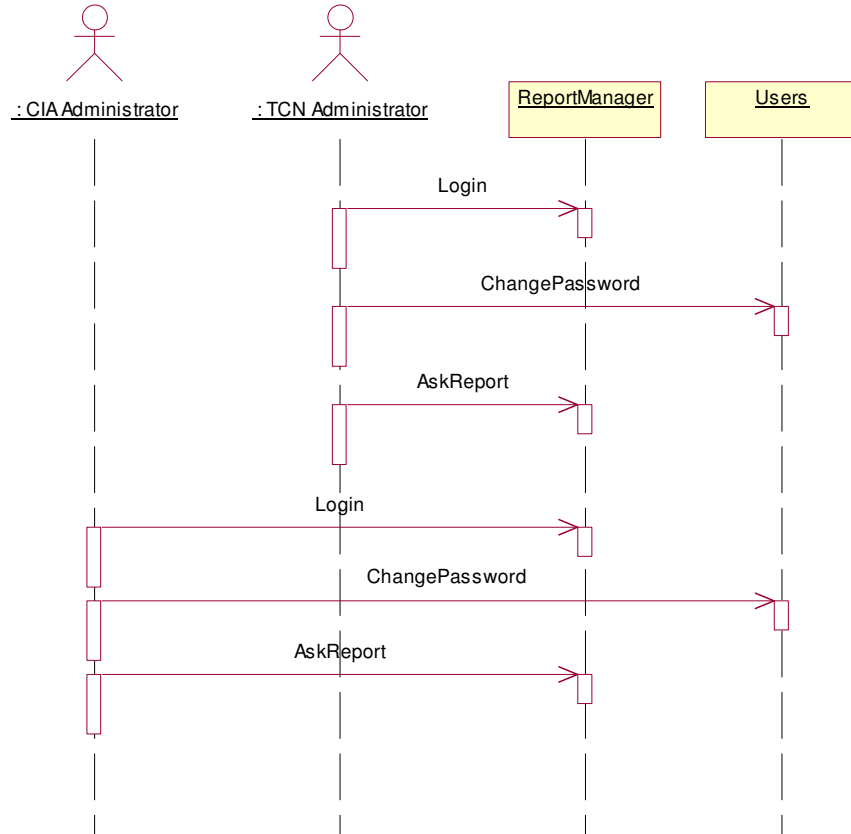 : CIA Administrator
: TCN Administrator
ReportManager
Users
Login
ChangePassword
AskReport
Login
ChangePassword
AskReport